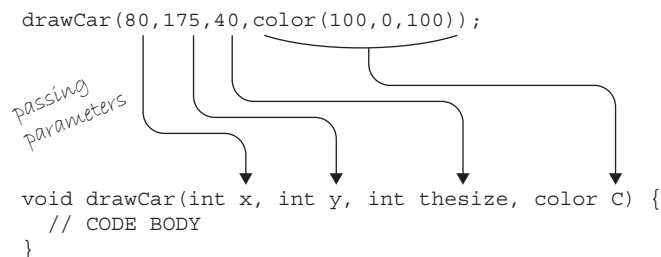 drawCar(80,175,40,color(100,0,100));
passing
parameters
void drawCar(int x, int y, int thesize, color C) {
// CODE BODY
}